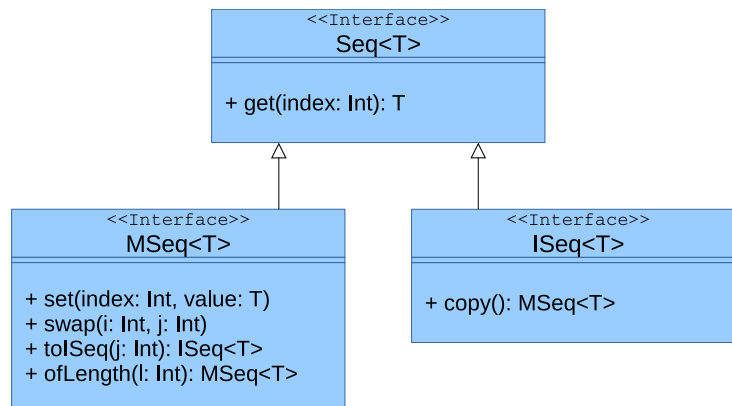 <<Interface>>
Seq<T>
+ get(index: Int): T
<<Interface>>
MSeq<T>
+ set(index: Int, value: T)
+ swap(i: Int, j: Int)
+ toISeq(j: Int): ISeq<T>
+ ofLength(l: Int): MSeq<T>
<<Interface>>
ISeq<T>
+ copy(): MSeq<T>